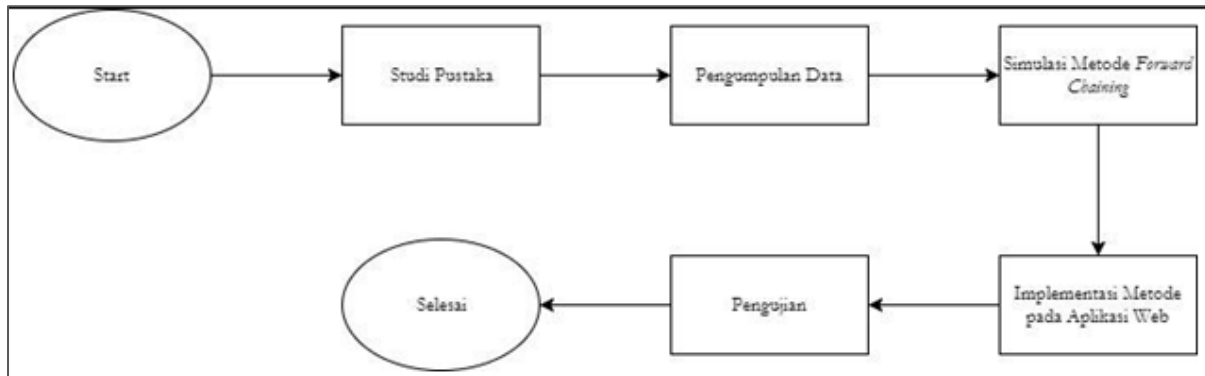 Start
Studi Pustaka
Pengumpulan Data
Simulasi Metode Forward
Chaining
Implementasi Metode
pada Aplikasi Web
Pengujian
Selesai